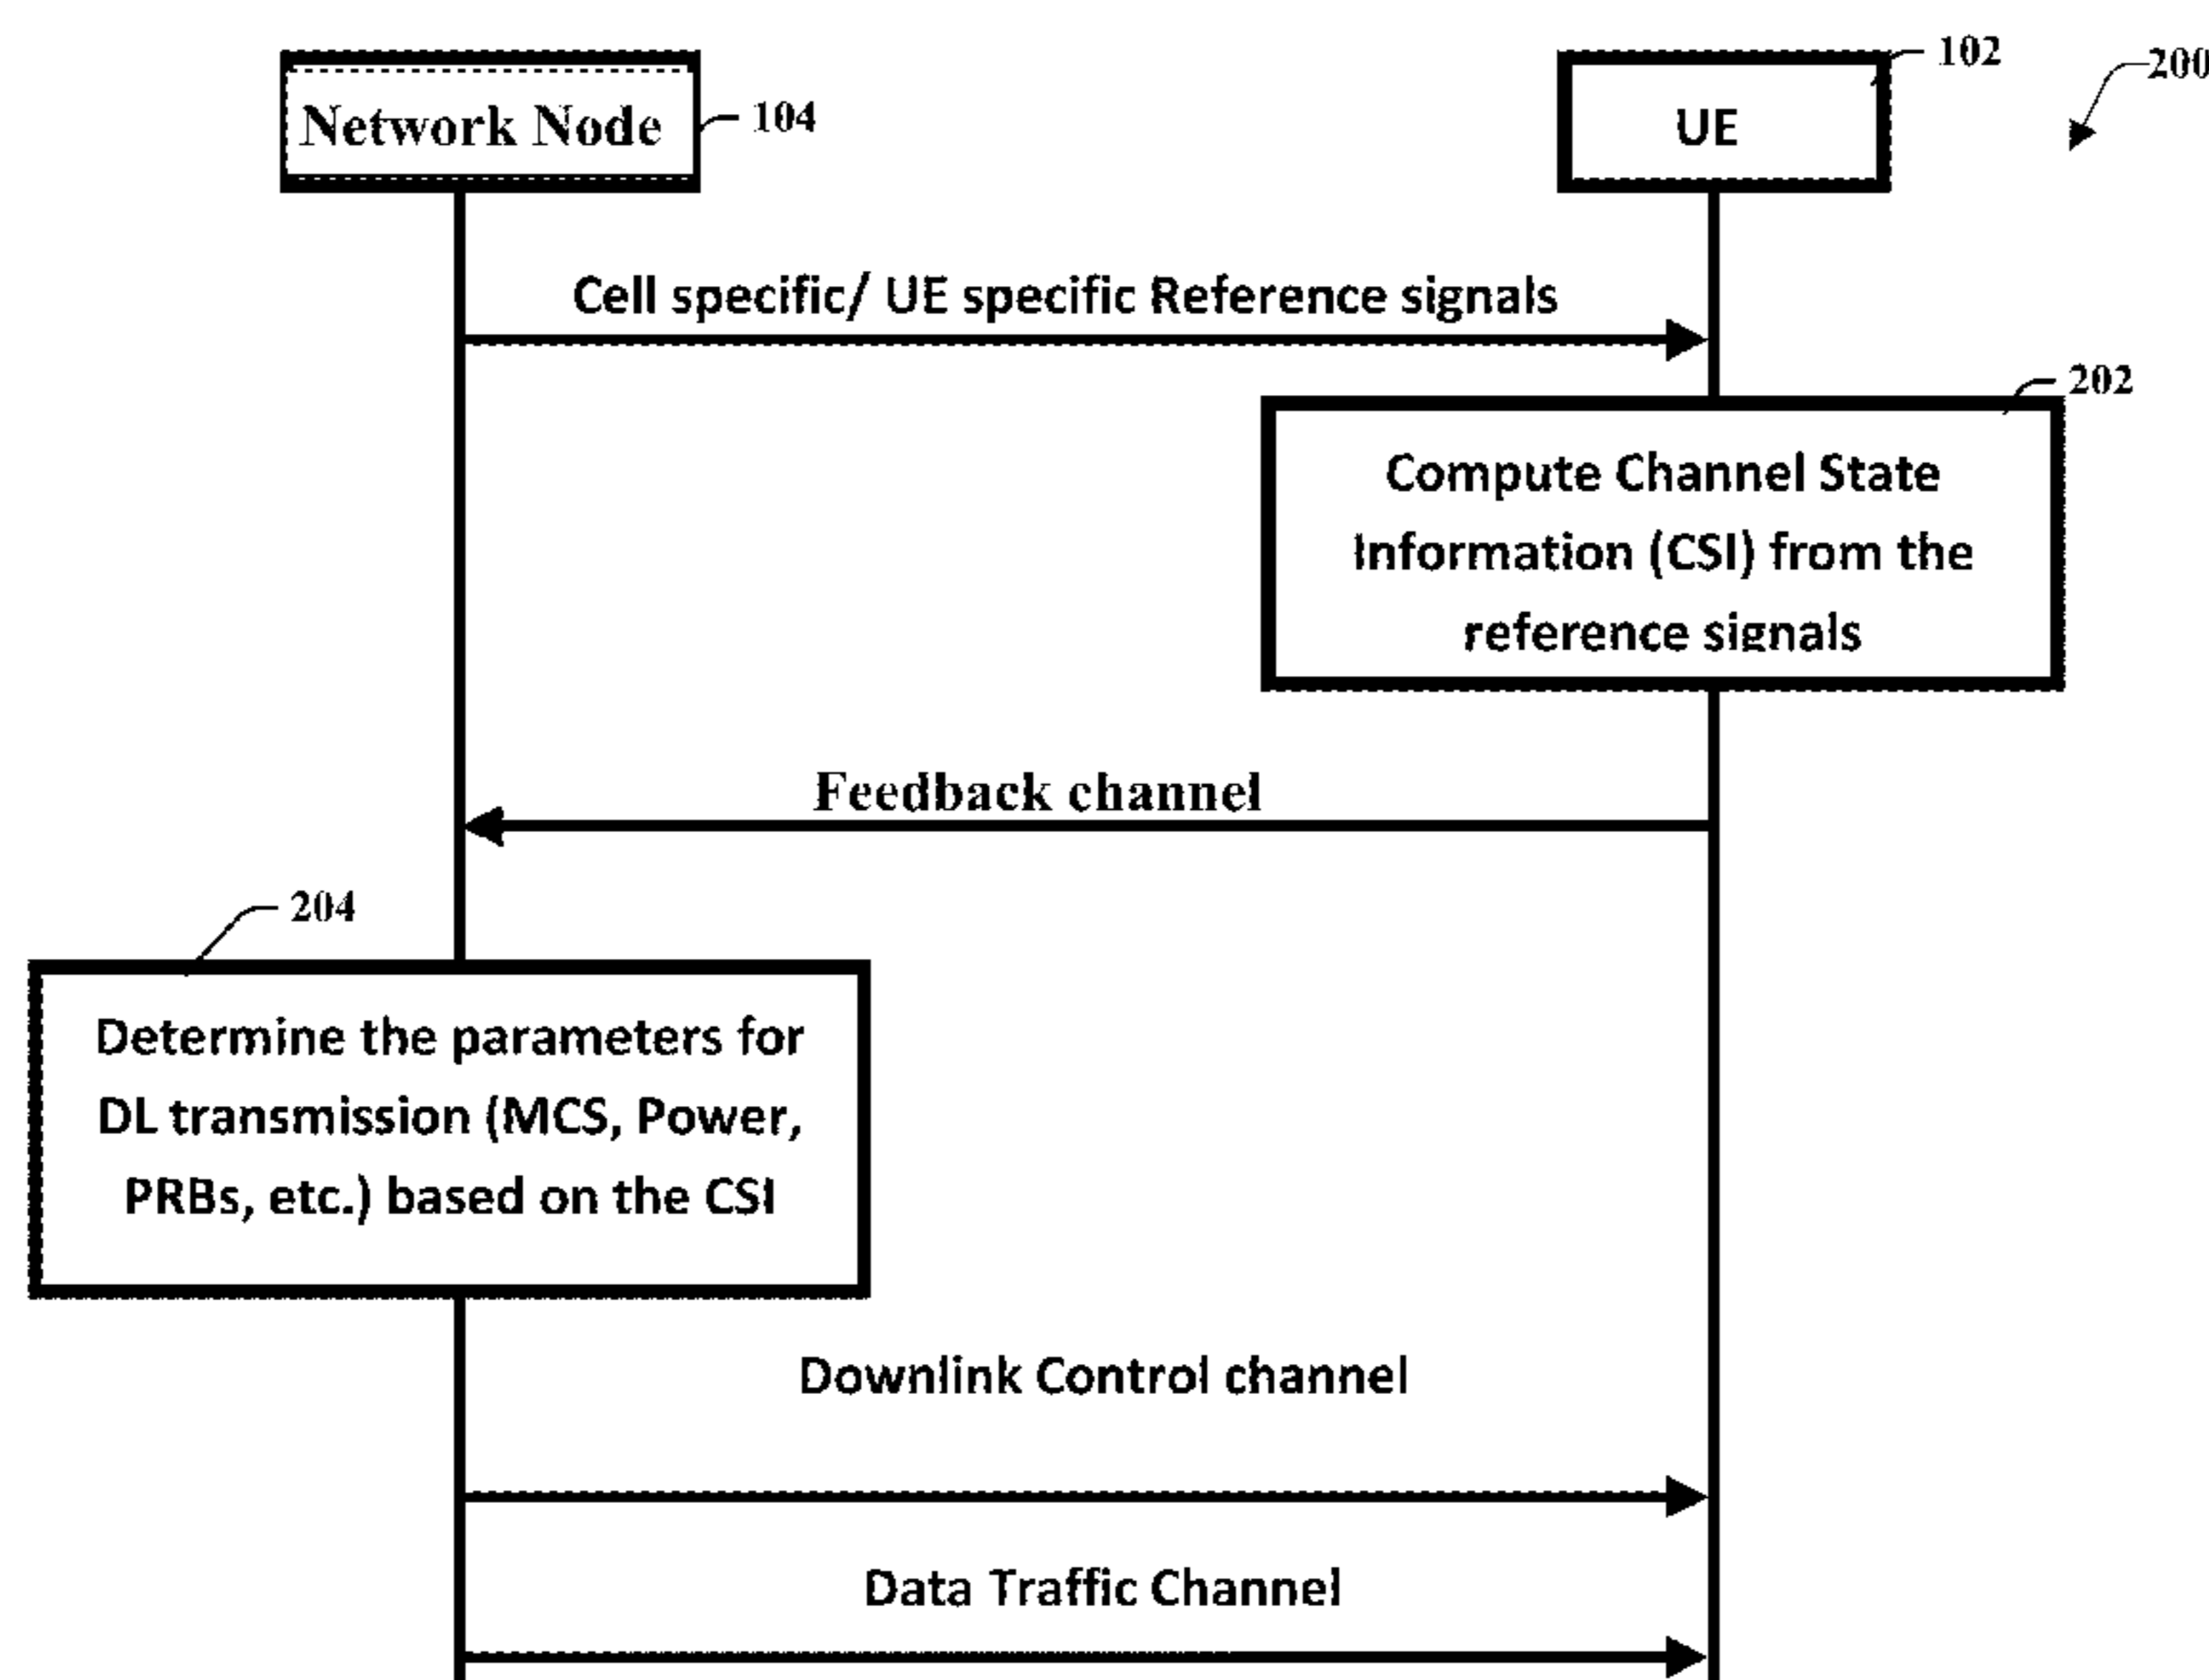 102
200
Network Node
104
UE
Cell specific/ UE specific Reference signals
202
Compute Channel State
Information (CSI) from the
reference signals
Feedback channel
204
Determine the parameters for
DL transmission (MCS, Power,
PRBs, etc.) based on the CSI
Downlink Control channel
Data Traffic Channel